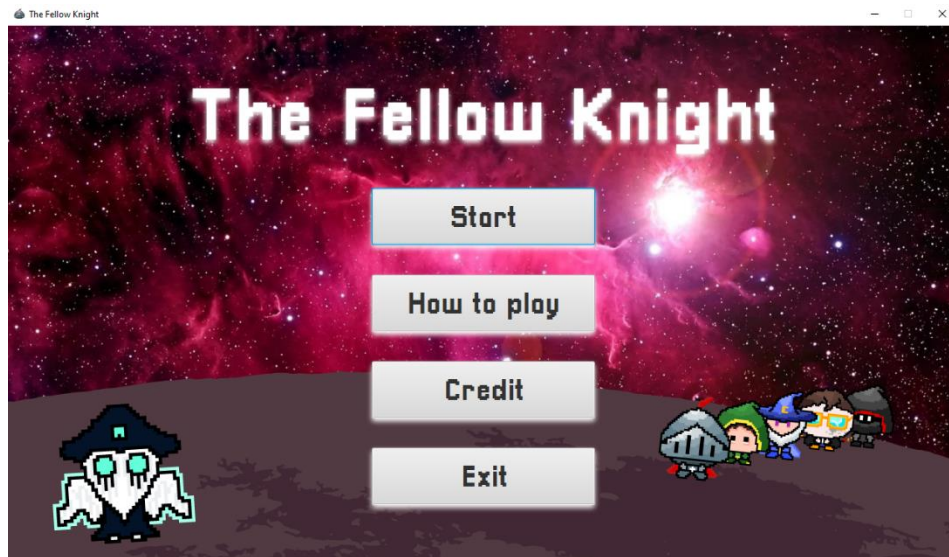 The Fellow Knight
The Fellow Knight
Start
How to play
Credit
Exit